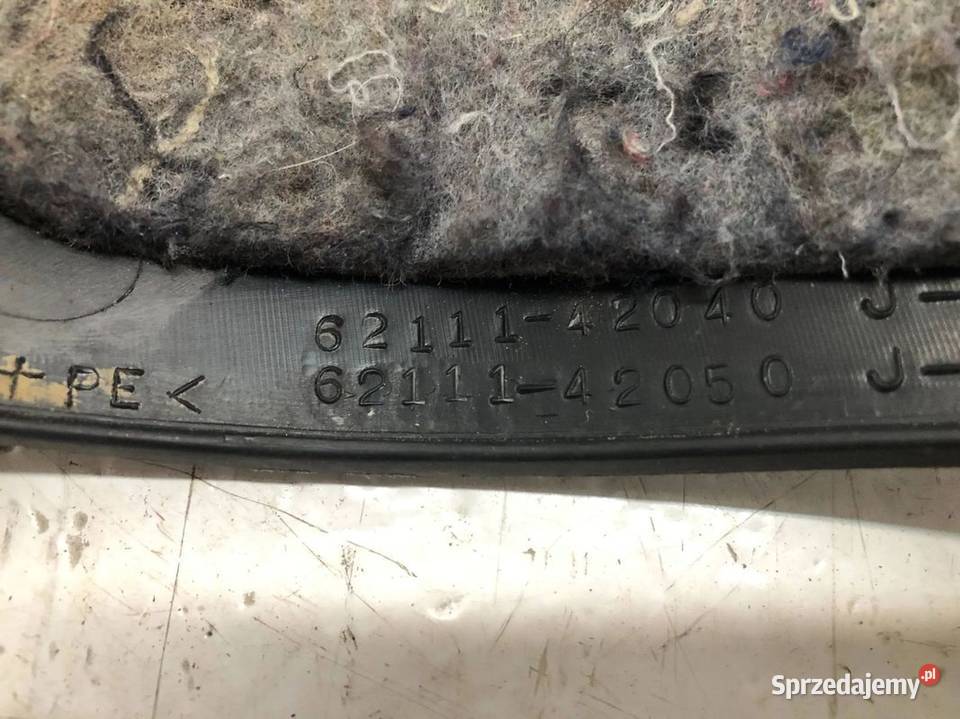 62111-42040 J-
+PE< 62111-42050 J-
Sprzedajemy.pl